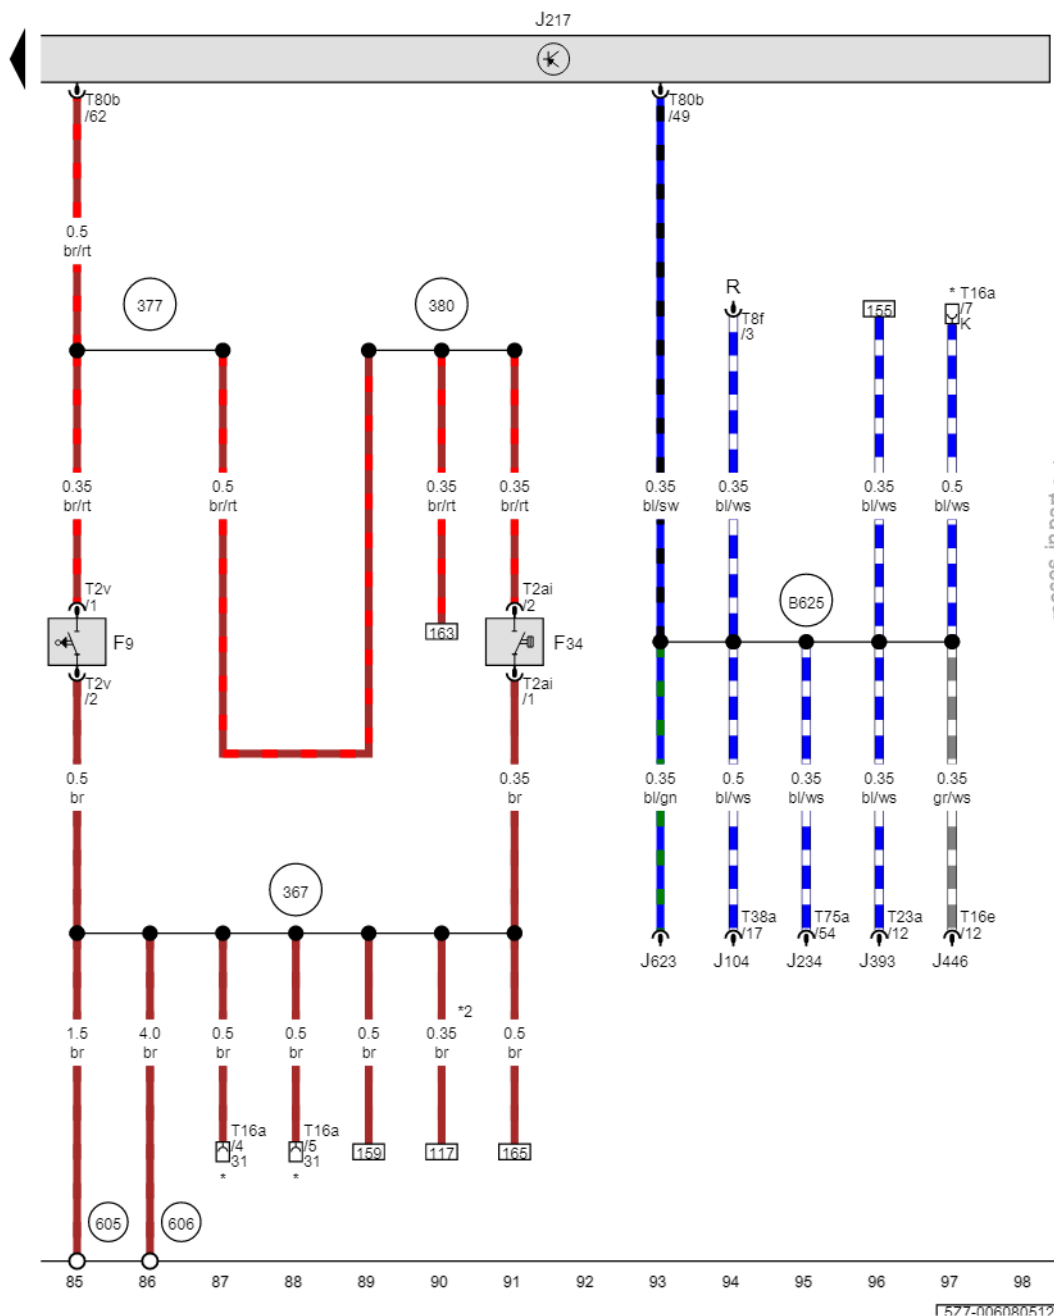 J217
T80b
/62
T80b
/49
0.5
br/rt
377
380
R
T8f
/3
155
* T16a
/7
K
0.35
br/rt
0.5
br/rt
0.35
br/rt
0.35
br/rt
0.35
bl/sw
0.35
bl/ws
0.35
bl/ws
0.5
bl/ws
T2v
/1
F9
T2v
/2
163
T2ai
/2
F34
T2ai
/1
B625
0.5
br
0.35
br
0.35
bl/gn
0.5
bl/ws
0.35
bl/ws
0.35
bl/ws
0.35
gr/ws
367
J623
T38a
/17
J104
T75a
/54
J234
T23a
/12
J393
T16e
/12
J446
*2
1.5
br
4.0
br
0.5
br
0.5
br
0.5
br
0.35
br
0.5
br
T16a
/4
31
*
T16a
/5
31
*
159
117
165
605
606
85 86 87 88 89 90 91 92 93 94 95 96 97 98
5Z7-006080512